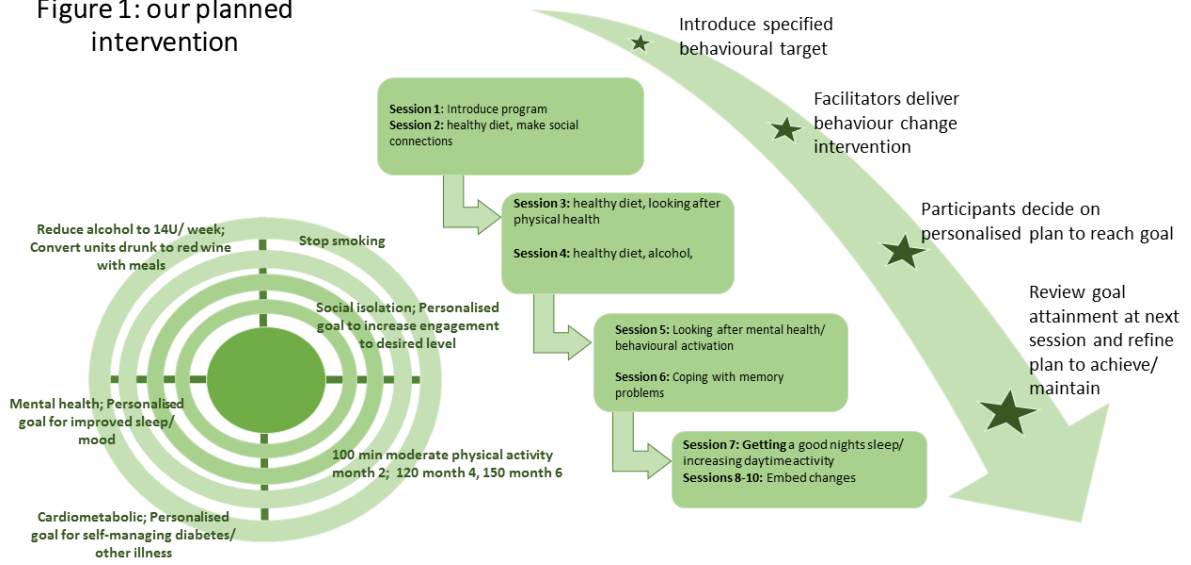 Figure 1: our planned
intervention
Introduce specified
behavioural target
Facilitators deliver
behaviour change
intervention
Participants decide on
personalised plan to reach goal
Review goal
attainment at next
session and refine
plan to achieve/
maintain
Session 1: Introduce program
Session 2: healthy diet, make social
connections
Session 3: healthy diet, looking after
physical health
Session 4: healthy diet, alcohol,
Session 5: Looking after mental health/
behavioural activation
Session 6: Coping with memory
problems
Session 7: Getting a good nights sleep/
increasing daytime activity
Sessions 8-10: Embed changes
Reduce alcohol to 14U/ week;
Convert units drunk to red wine
with meals
Stop smoking
Social isolation; Personalised
goal to increase engagement
to desired level
Mental health; Personalised
goal for improved sleep/
mood
100 min moderate physical activity
month 2; 120 month 4, 150 month 6
Cardiometabolic; Personalised
goal for self-managing diabetes/
other illness